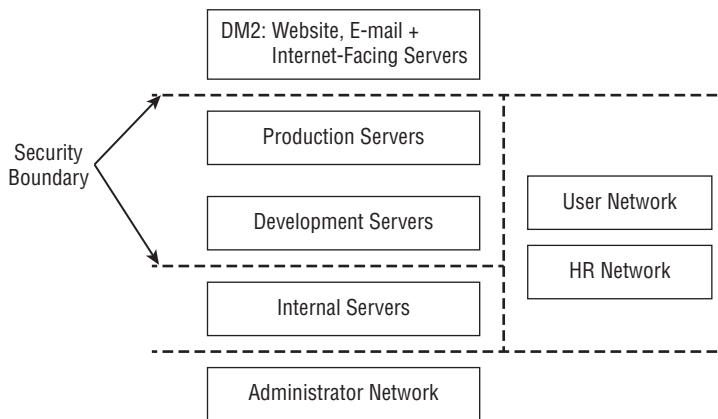 DM2: Website, E-mail +
Internet-Facing Servers
Production Servers
Security
Boundary
Development Servers
User Network
HR Network
Internal Servers
Administrator Network